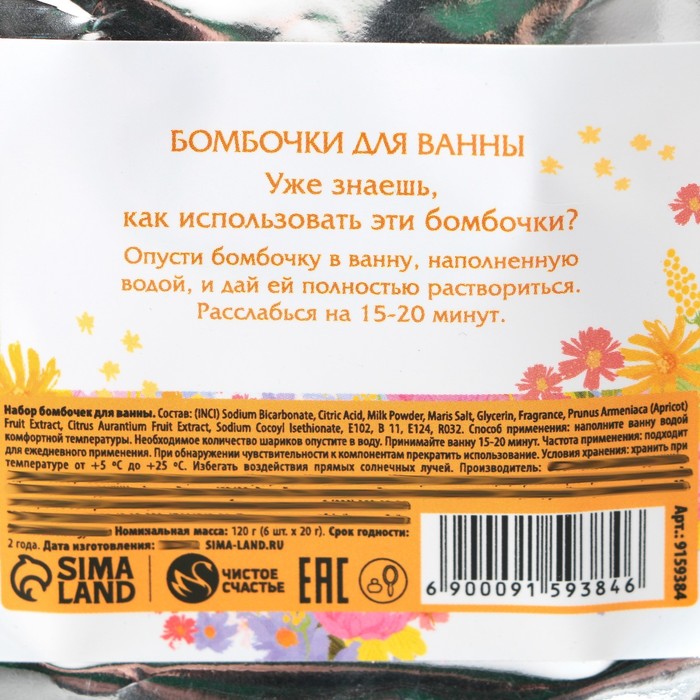 БОМБОЧКИ ДЛЯ ВАННЫ
Уже знаешь,
как использовать эти бомбочки?
Опусти бомбочку в ванну, наполненную
водой, и дай ей полностью раствориться.
Расслабься на 15-20 минут.
Набор бомбочек для ванны. Состав: (INCI) Sodium Bicarbonate, Citric Acid, Milk Powder, Maris Salt, Glycerin, Fragrance, Prunus Armeniaca (Apricot)
Fruit Extract, Citrus Aurantium Fruit Extract, Sodium Cocoyl Isethionate, E102, B 11, E124, R032. Способ применения: наполните ванну водой
комфортной температуры. Необходимое количество шариков опустите в воду. Принимайте ванну 15-20 минут. Частота применения: подходит
для ежедневного применения. При обнаружении чувствительности к компонентам прекратить использование. Условия хранения: хранить при
температуре от +5 °С до +25 °С. Избегать воздействия прямых солнечных лучей. Производитель:
Номинальная масса: 120 г (6 шт. х 20 г). Срок годности:
2 года. Дата изготовления: SIMA-LAND.RU
SIMA
LAND
ЧИСТОЕ
СЧАСТЬЕ
EAC
6 900091 593846
Арт.: 9159384